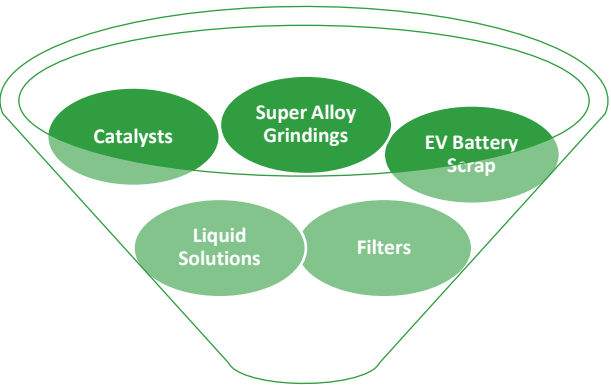 Catalysts
Super Alloy
Grindings
EV Battery
Scrap
Liquid
Solutions
Filters